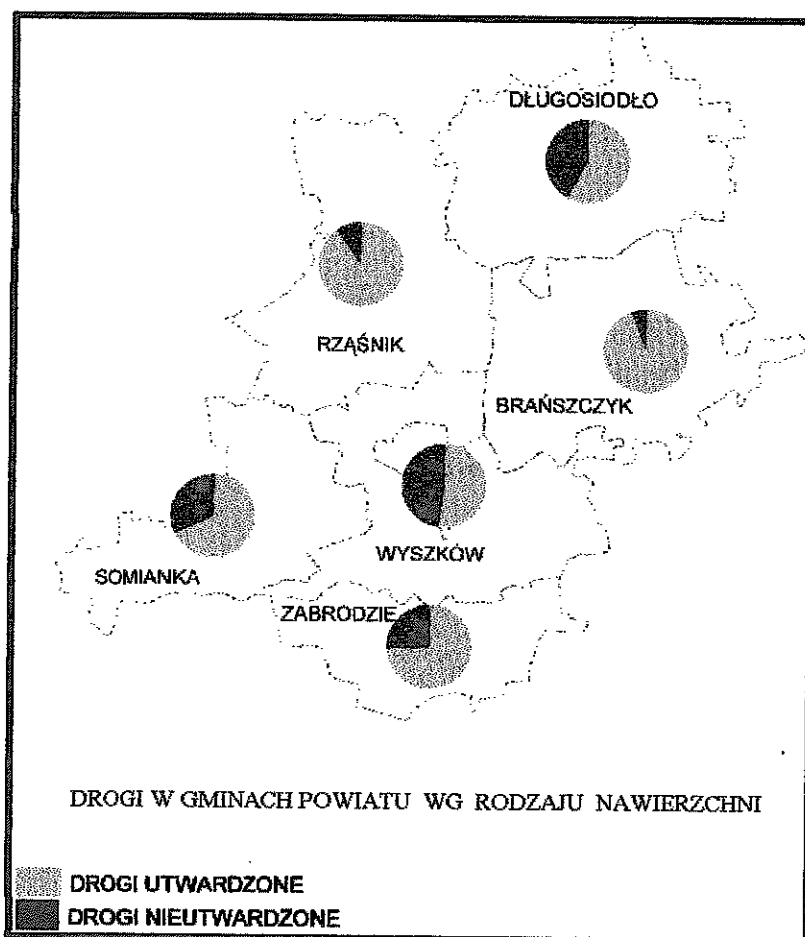 DŁUGOSIODŁO
RZĄŚNIK
BRAŃSZCZYK
WYSZKÓW
SOMIANKA
ZABRODZIE
DROGI W GMINACH POWIATU WG RODZAJU NAWIERZCHNI
DROGI UTWARDZONE
DROGI NIEUTWARDZONE